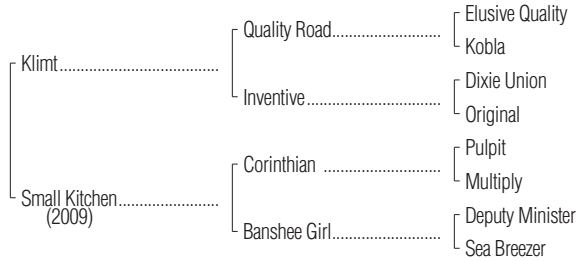 Elusive Quality
Quality Road
Kobla
Klimt
Dixie Union
Inventive
Original
Pulpit
Corinthian
Multiply
Small Kitchen
(2009)
Deputy Minister
Banshee Girl
Sea Breezer